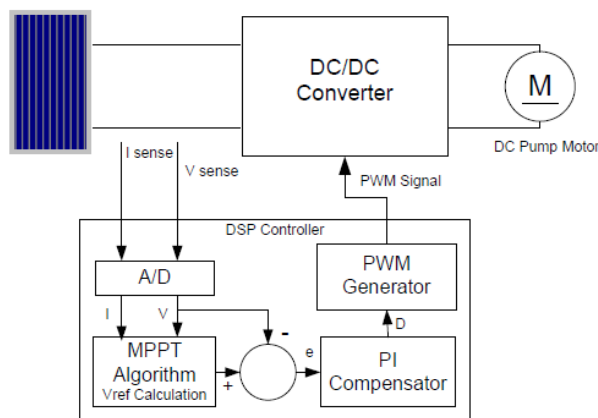 DC/DC
Converter
M
DC Pump Motor
I sense
V sense
PWM Signal
DSP Controller
A/D
PWM
Generator
I
V
-
D
MPPT
Algorithm
Vref Calculation
+
e
PI
Compensator